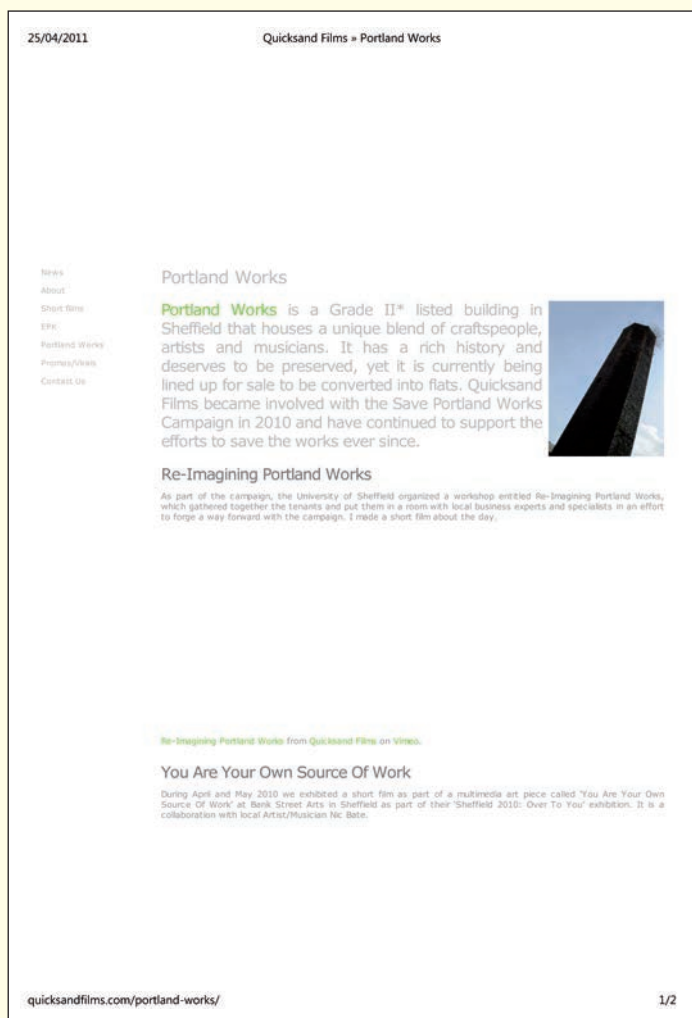 25/04/2011
Quicksand Films » Portland Works
News
About
Short films
EPK
Portland Works
Promos/Virals
Contact Us
Portland Works
Portland Works is a Grade II* listed building in
Sheffield that houses a unique blend of craftspeople,
artists and musicians. It has a rich history and
deserves to be preserved, yet it is currently being
lined up for sale to be converted into flats. Quicksand
Films became involved with the Save Portland Works
Campaign in 2010 and have continued to support the
efforts to save the works ever since.
Re-Imagining Portland Works
As part of the campaign, the University of Sheffield organized a workshop entitled Re-Imagining Portland Works,
which gathered together the tenants and put them in a room with local business experts and specialists in an effort
to forge a way forward with the campaign. I made a short film about the day.
Re-Imagining Portland Works from Quicksand Films on Vimeo.
You Are Your Own Source Of Work
During April and May 2010 we exhibited a short film as part of a multimedia art piece called 'You Are Your Own
Source Of Work' at Bank Street Arts in Sheffield as part of their 'Sheffield 2010: Over To You' exhibition. It is a
collaboration with local Artist/Musician Nic Bate.
quicksandfilms.com/portland-works/
1/2